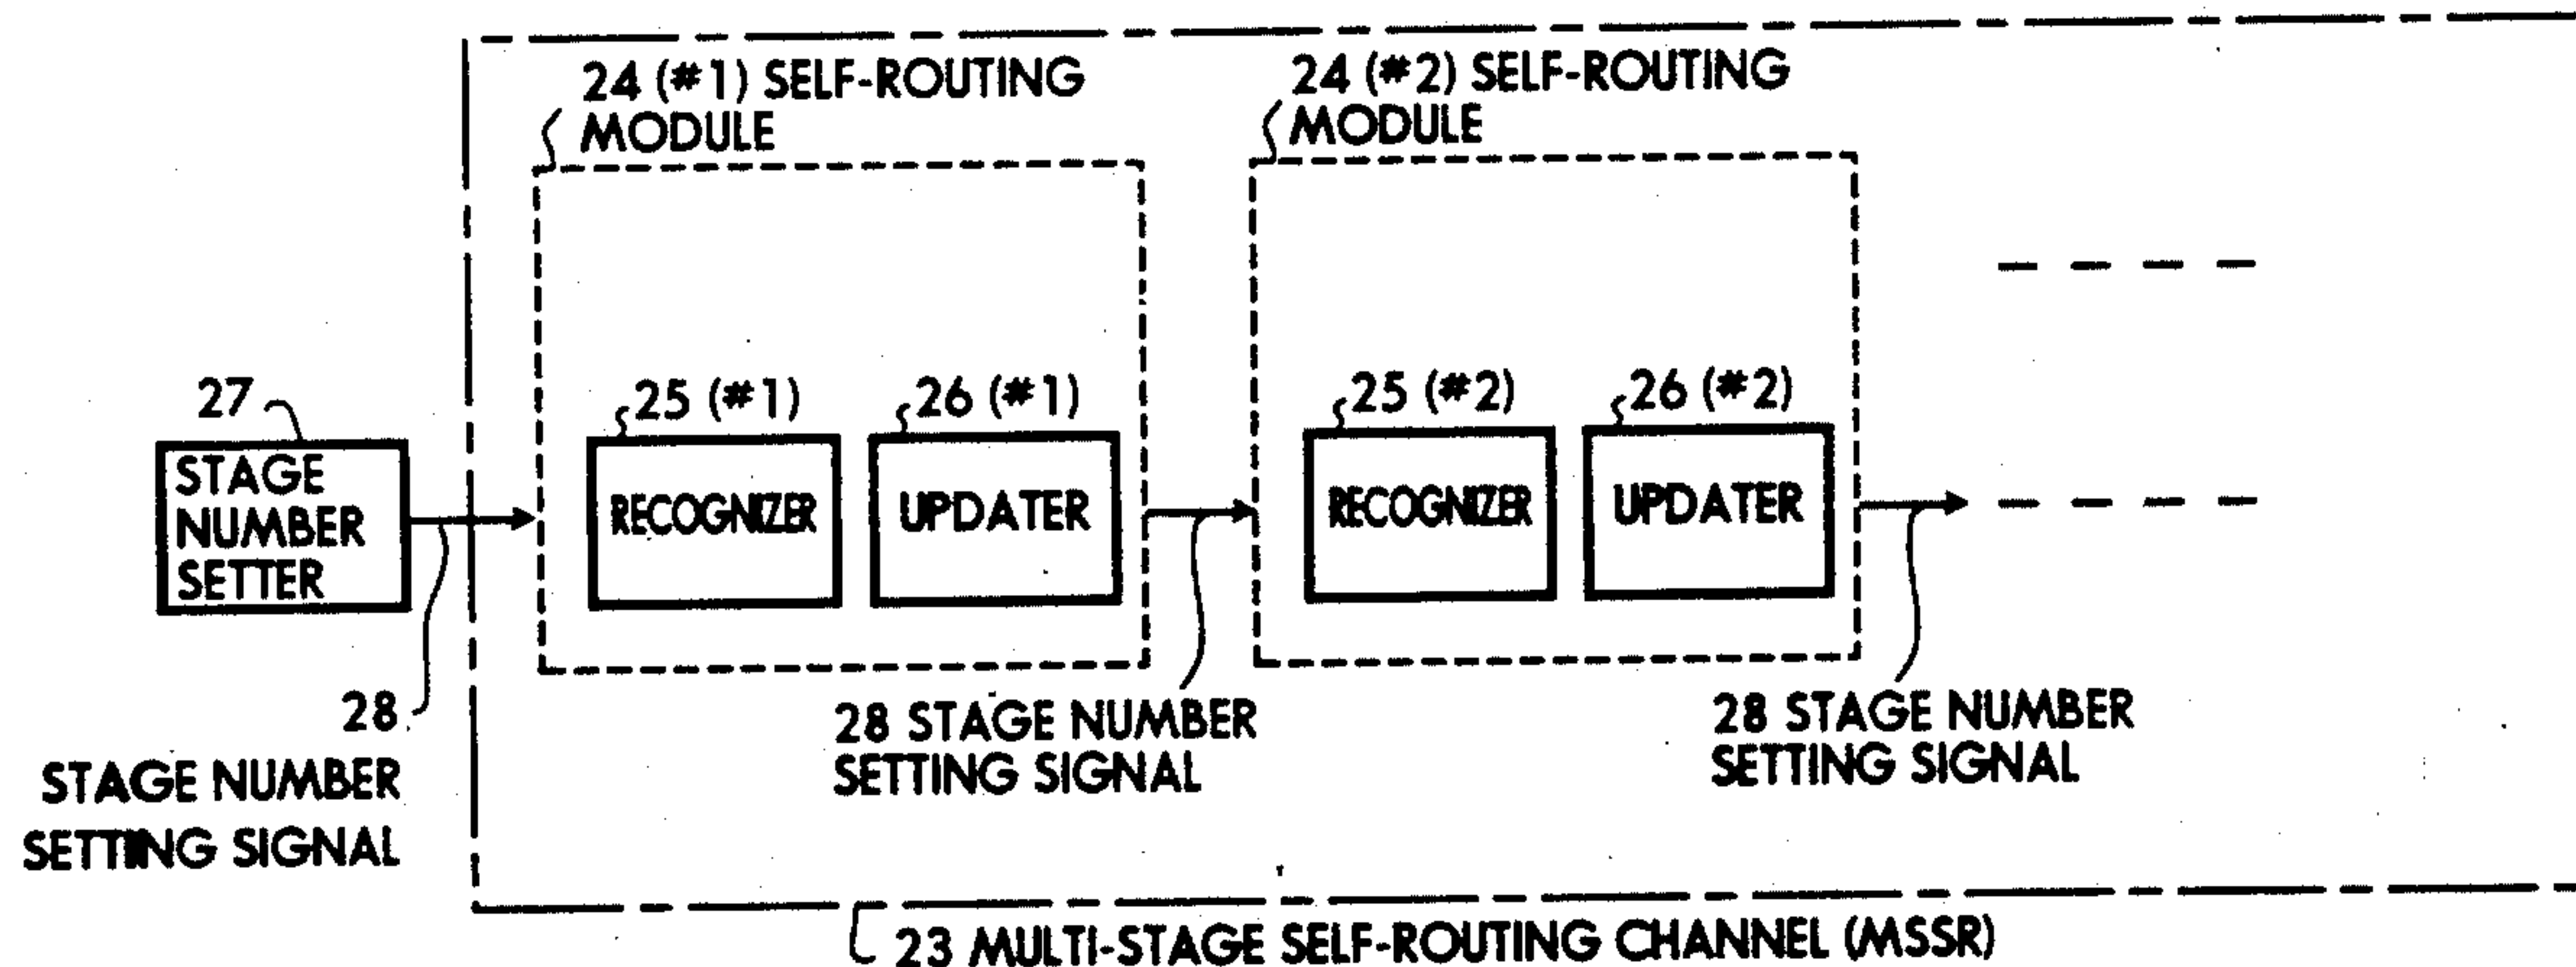 24 (#1) SELF-ROUTING
MODULE
24 (#2) SELF-ROUTING
MODULE
27
25 (#1)
26 (#1)
25 (#2)
26 (#2)
STAGE
NUMBER
SETTER
RECOGNIZER
UPDATER
RECOGNIZER
UPDATER
28
STAGE NUMBER
SETTING SIGNAL
28 STAGE NUMBER
SETTING SIGNAL
28 STAGE NUMBER
SETTING SIGNAL
23 MULTI-STAGE SELF-ROUTING CHANNEL (MSSR)